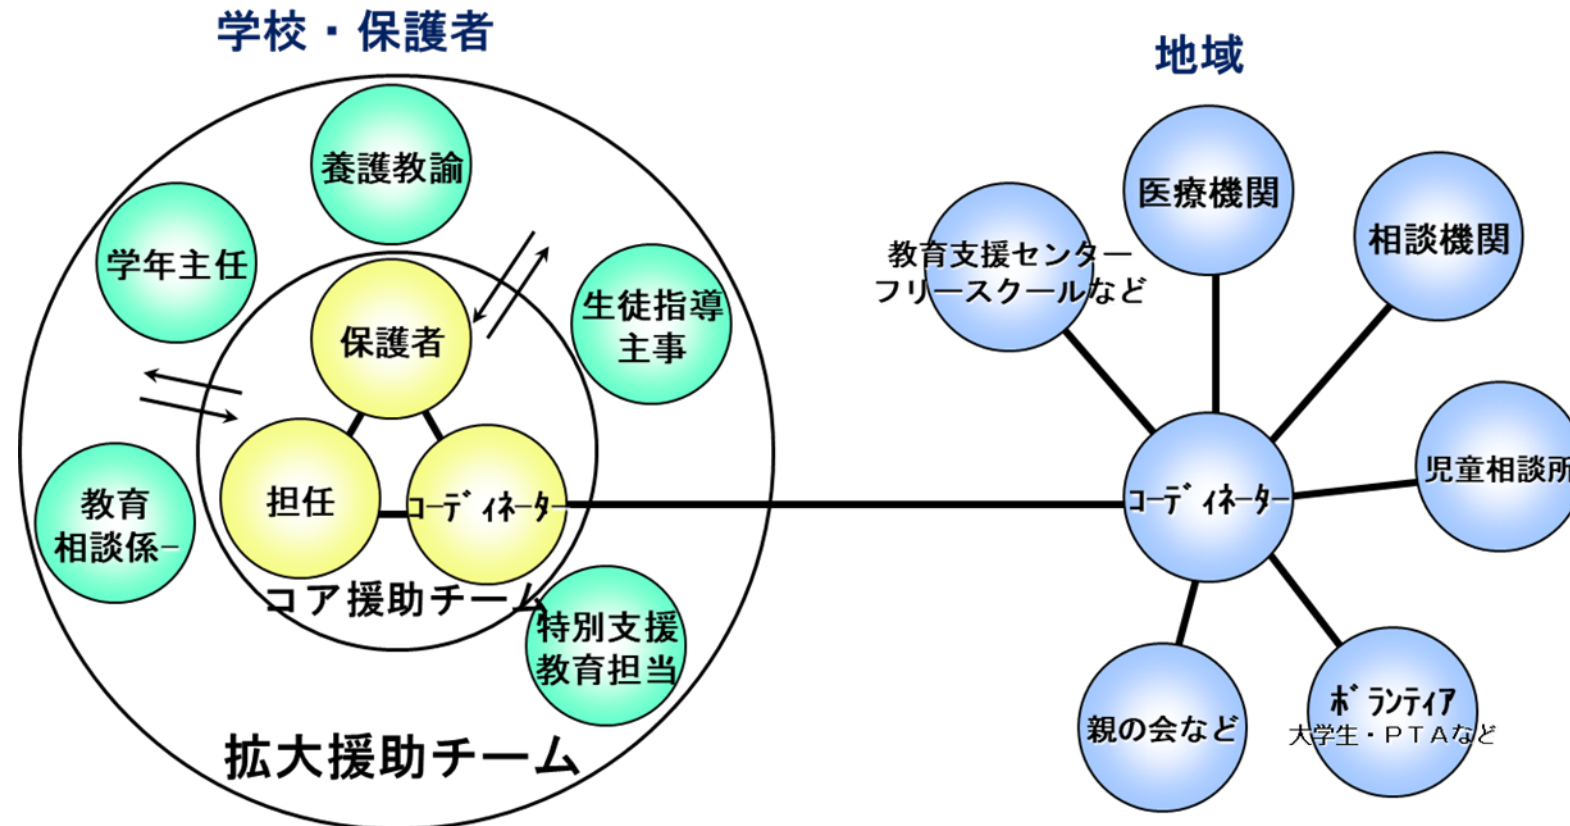 学校・保護者
養護教諭
学年主任
生徒指導
主事
保護者
担任
コーディネーター
教育
相談係−
コア援助チーム
特別支援
教育担当
拡大援助チーム
地域
医療機関
相談機関
教育支援センター
フリースクールなど
児童相談所
コーディネーター
親の会など
ボランティア
大学生・ＰＴＡなど